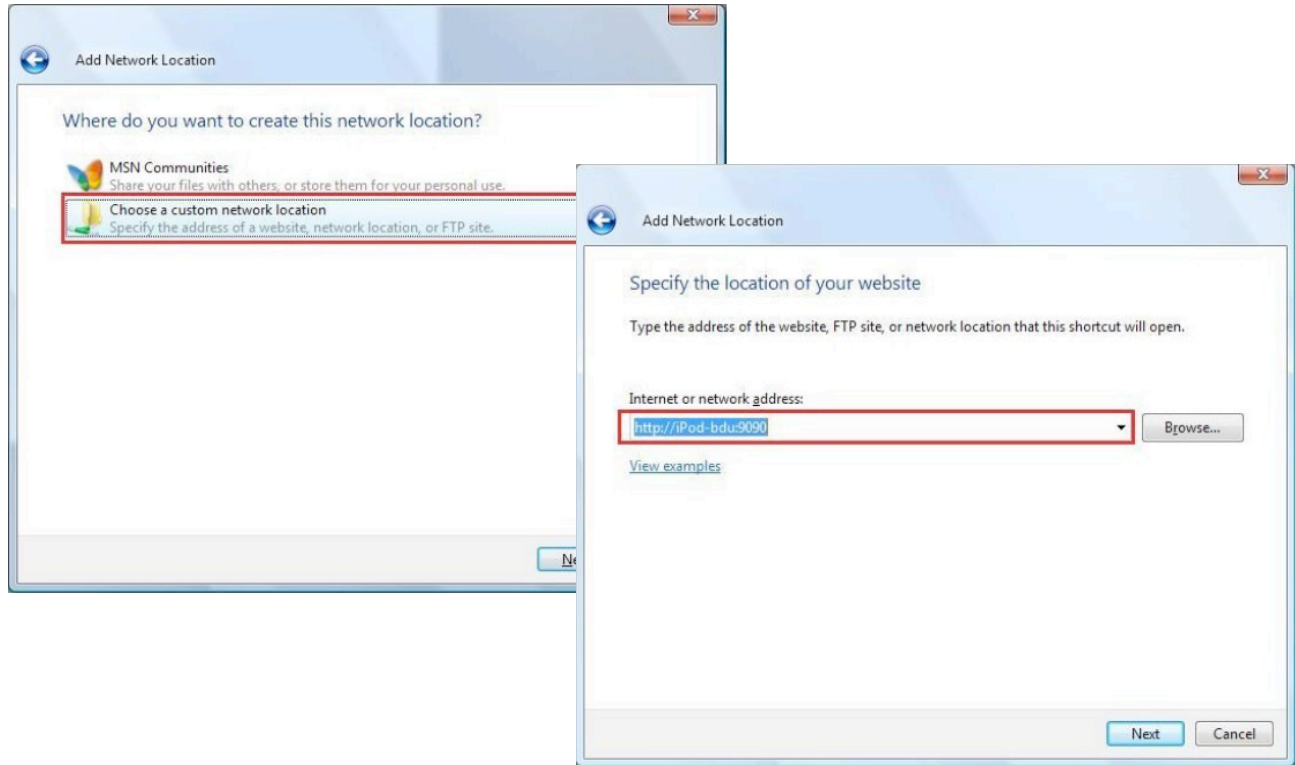 Add Network Location
Where do you want to create this network location?
MSN Communities
Share your files with others, or store them for your personal use.
Choose a custom network location
Specify the address of a website, network location, or FTP site.
Add Network Location
Specify the location of your website
Type the address of the website, FTP site, or network location that this shortcut will open.
Internet or network address:
http://iPod-bdu:9090
Browse...
View examples
Next
Cancel